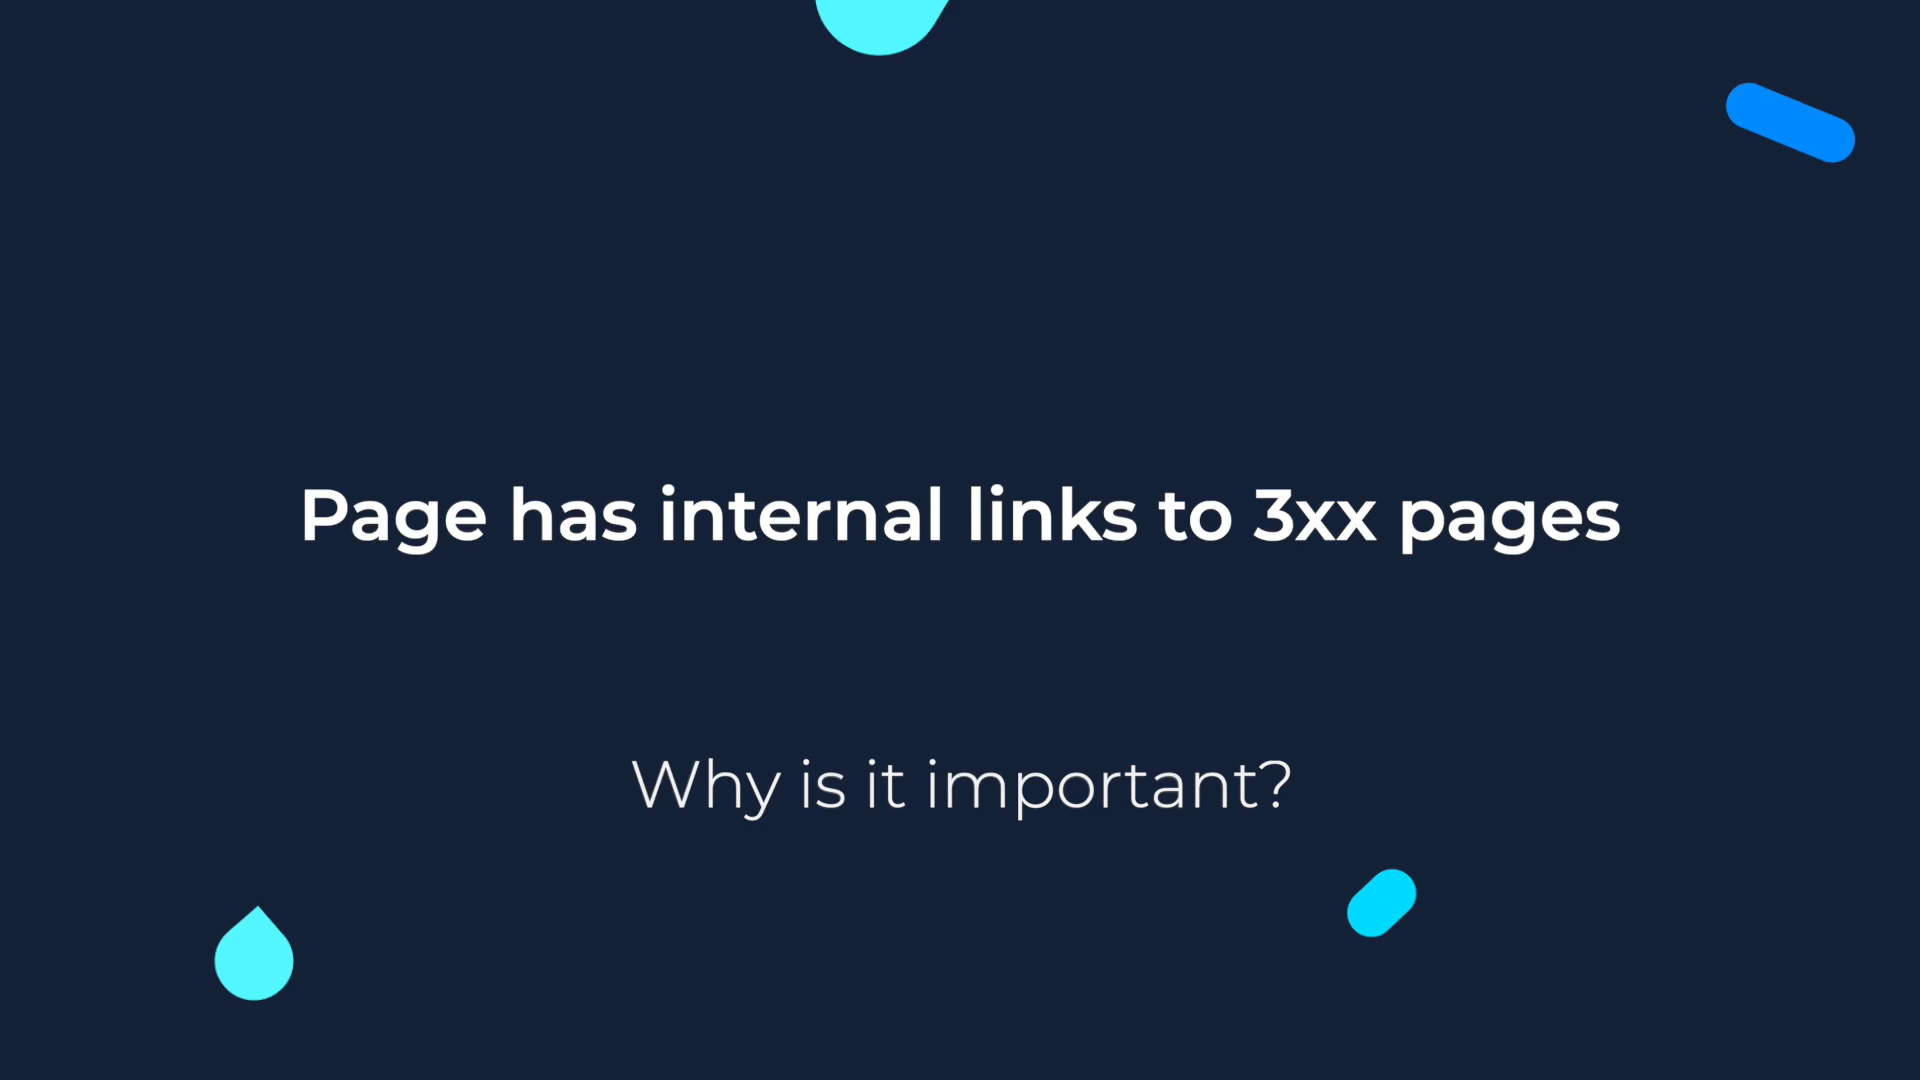 Page has internal links to 3xx pages
Why is it important?